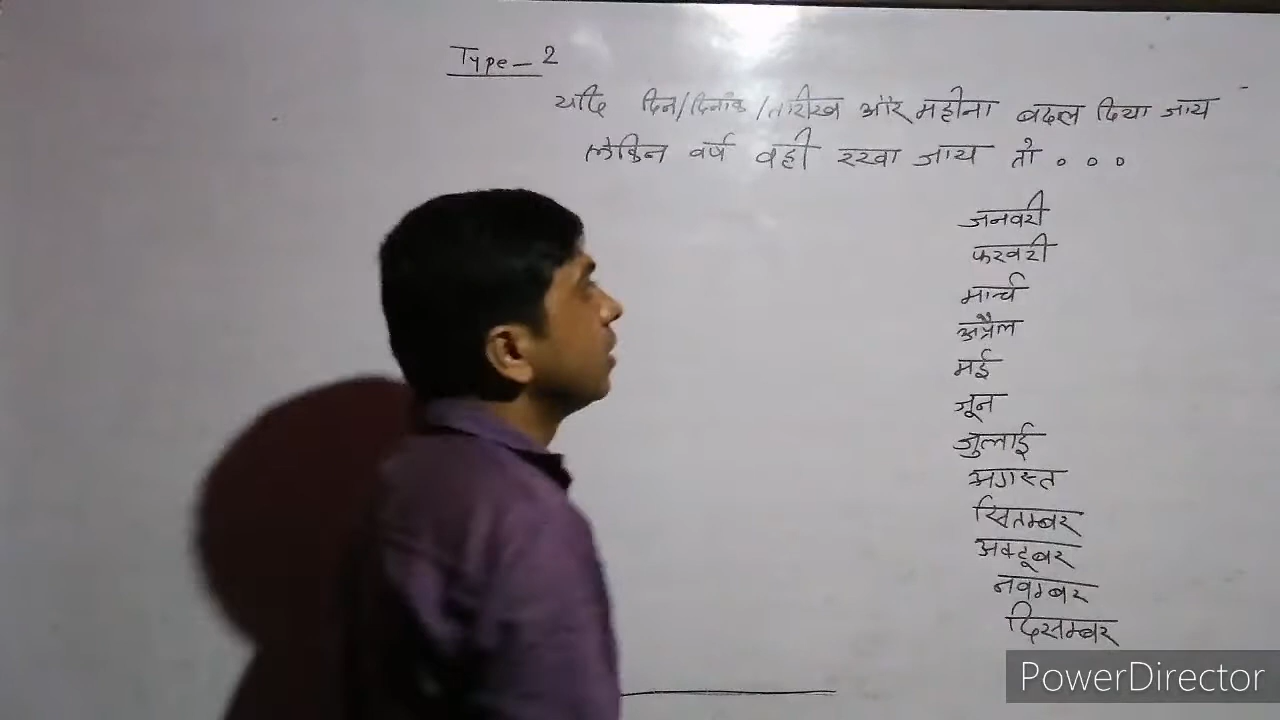 Type - 2
यदि दिन/दिनांक/तारीख और महीना बदल दिया जाय
लेकिन वर्ष वही रखा जाय तो . . .
जनवरी
फरवरी
मार्च
अप्रैल
मई
जून
जुलाई
अगस्त
सितम्बर
अक्टूबर
नवम्बर
दिसम्बर
PowerDirector